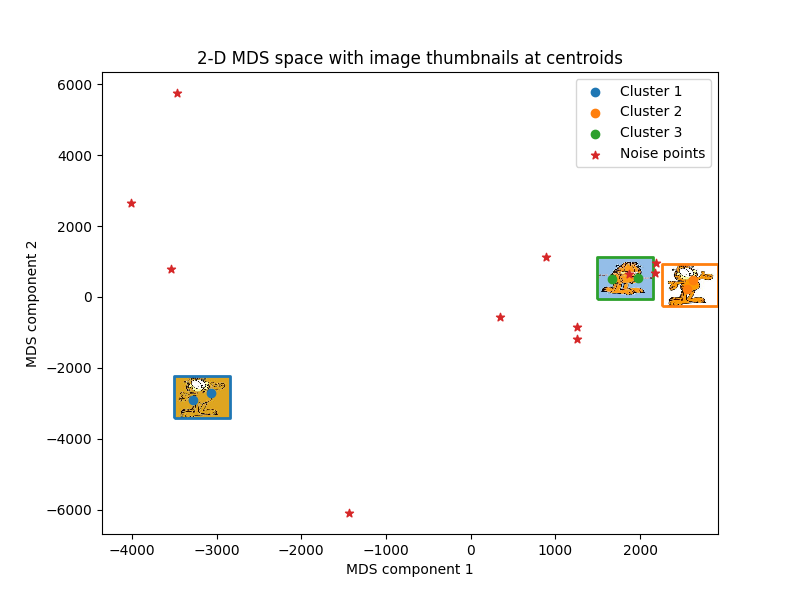 2-D MDS space with image thumbnails at centroids
Cluster 1
Cluster 2
Cluster 3
Noise points
6000
4000
2000
0
−2000
−4000
−6000
MDS component 2
−4000 −3000 −2000 −1000 0 1000 2000
MDS component 1